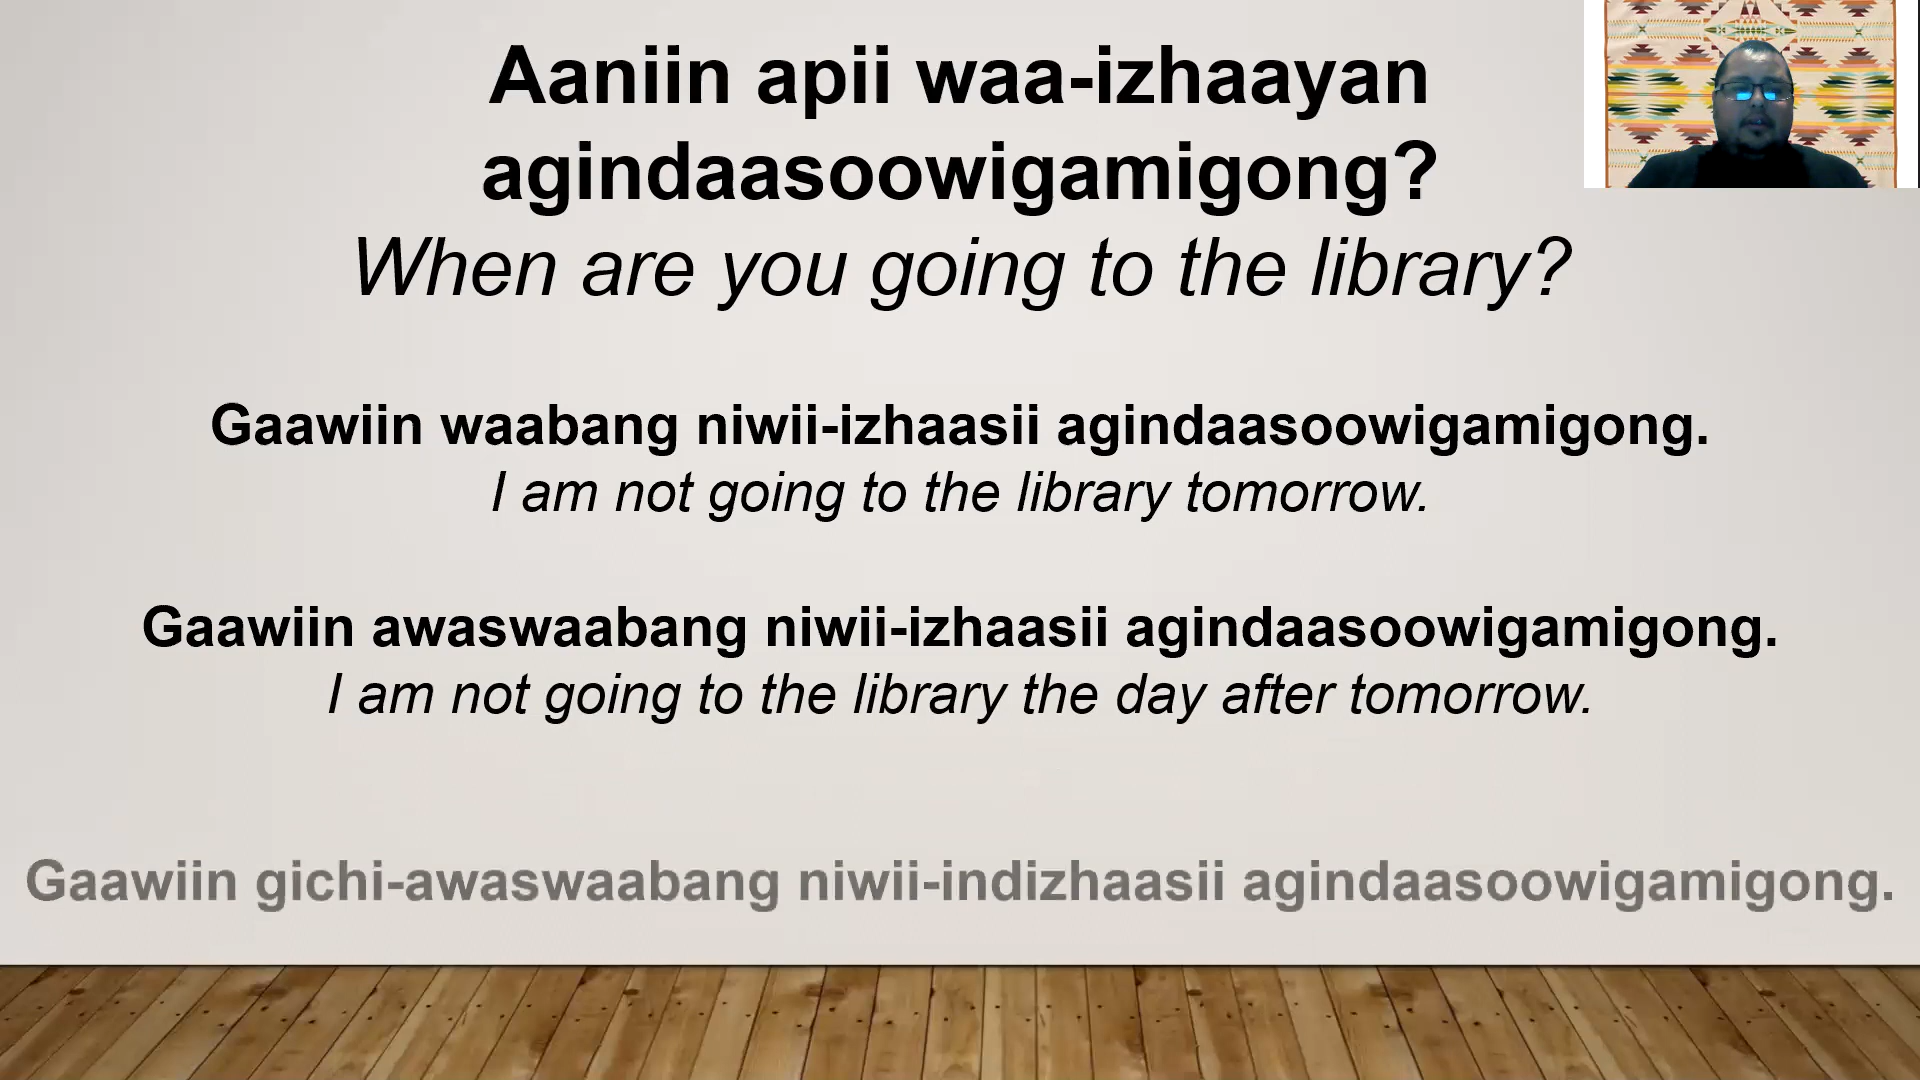 Aaniin apii waa-izhaayan
agindaasoowigamigong?
When are you going to the library?
Gaawiin waabang niwii-izhaasii agindaasoowigamigong.
I am not going to the library tomorrow.
Gaawiin awaswaabang niwii-izhaasii agindaasoowigamigong.
I am not going to the library the day after tomorrow.
Gaawiin gichi-awaswaabang niwii-indizhaasii agindaasoowigamigong.